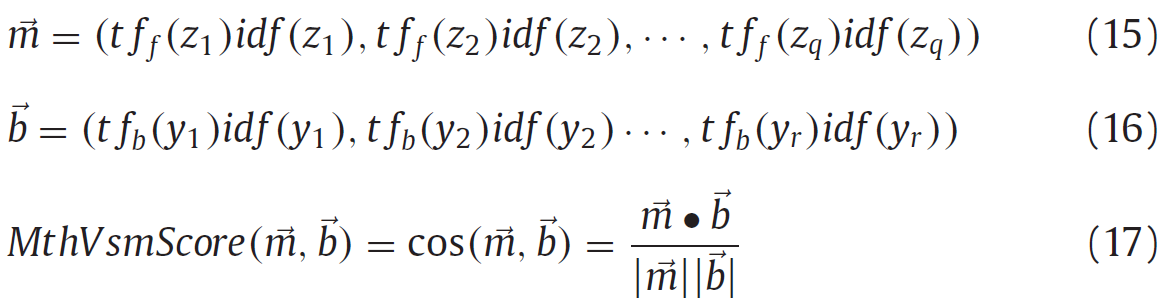 m⃗ = (tf_f(z_1)idf(z_1), tf_f(z_2)idf(z_2), ···, tf_f(z_q)idf(z_q)) (15)
b⃗ = (tf_b(y_1)idf(y_1), tf_b(y_2)idf(y_2) ···, tf_b(y_r)idf(y_r)) (16)
MthVsmScore(m⃗, b⃗) = cos(m⃗, b⃗) = \frac{m⃗ • b⃗}{|m⃗||b⃗|} (17)